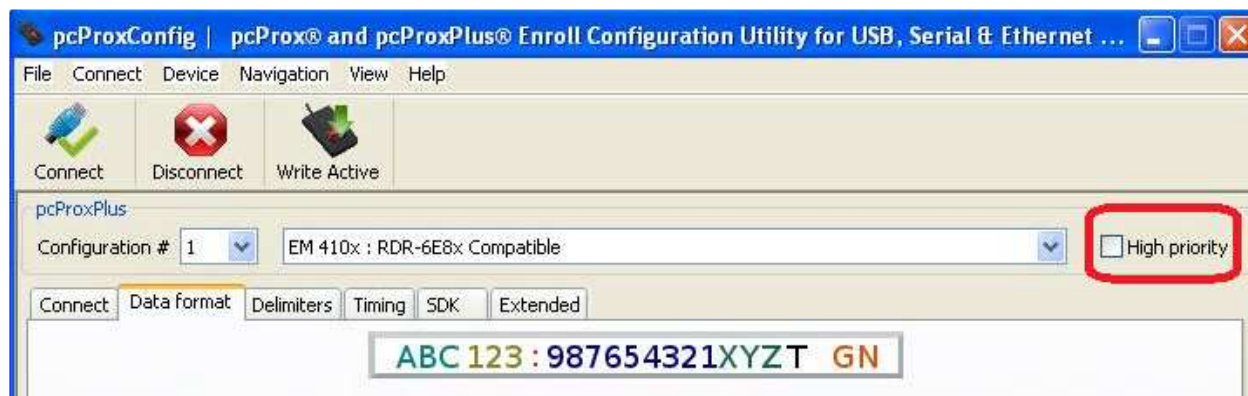 pcProxConfig | pcProx® and pcProxPlus® Enroll Configuration Utility for USB, Serial & Ethernet ...
File Connect Device Navigation View Help
Connect Disconnect Write Active
pcProxPlus
Configuration # 1 EM 410x : RDR-6E8x Compatible High priority
Connect Data format Delimiters Timing SDK Extended
ABC 123 : 987654321XYZT GN